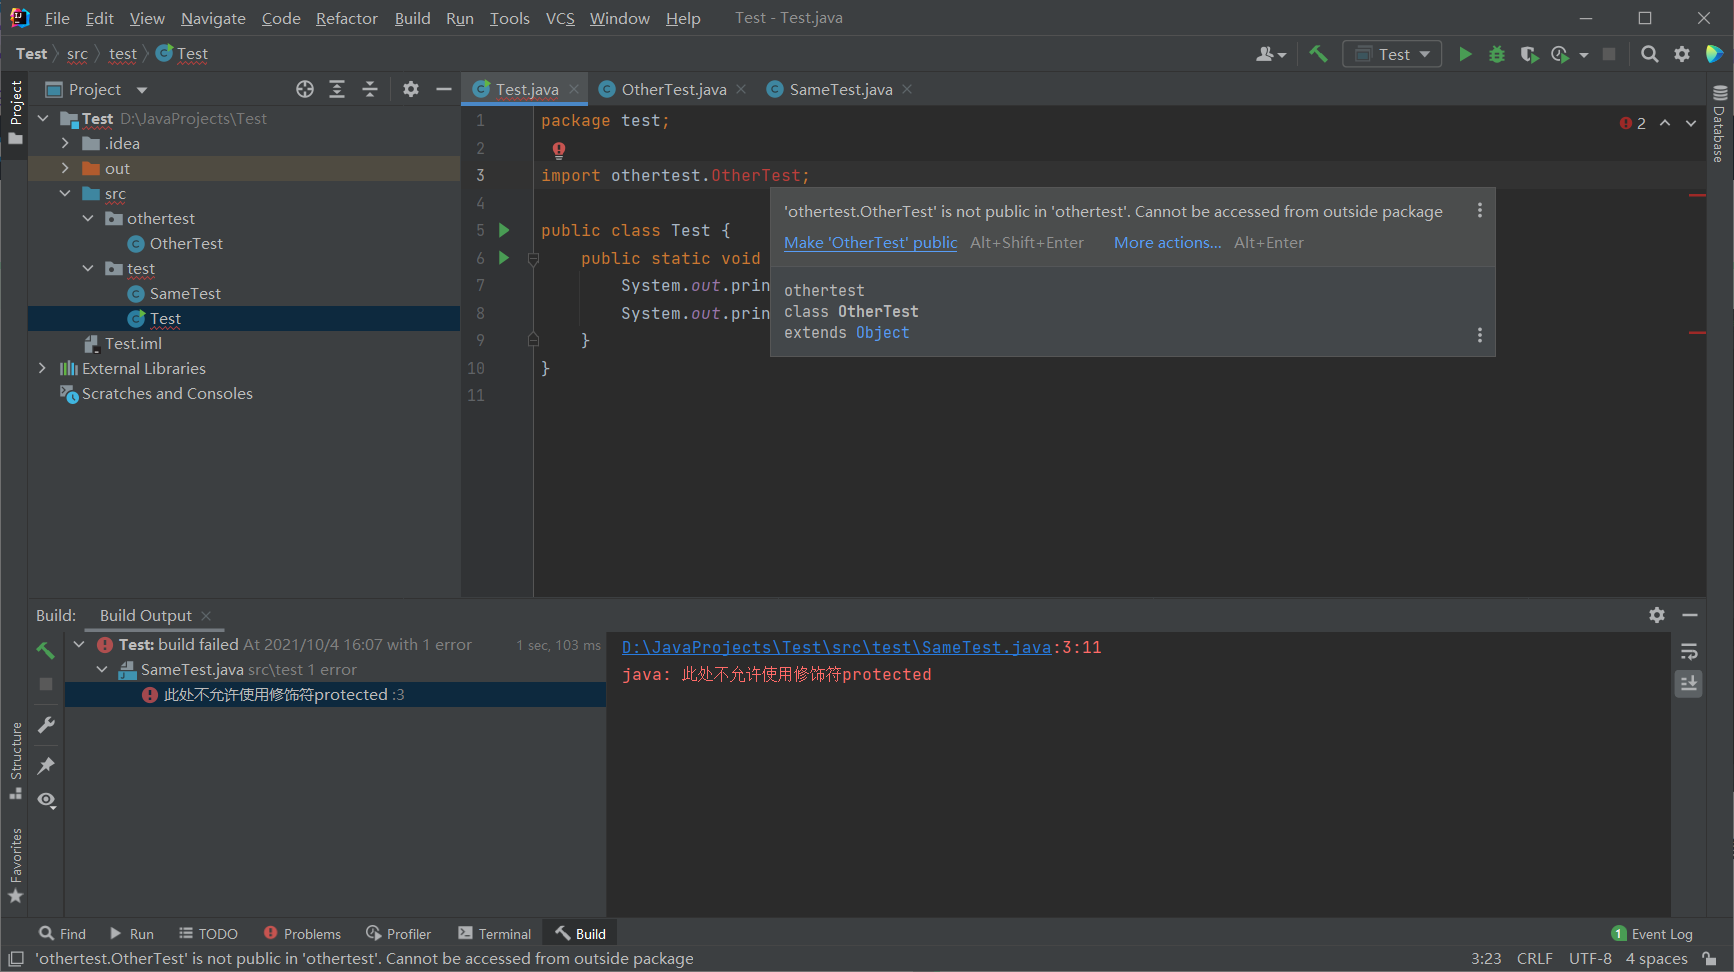 File Edit View Navigate Code Refactor Build Run Tools VCS Window Help Test - Test.java
Test src test Test
Test
Project
Project
Test.java
OtherTest.java
SameTest.java
Database
Test D:\JavaProjects\Test
.idea
out
src
othertest
OtherTest
test
SameTest
Test
Test.iml
External Libraries
Scratches and Consoles
2
1 package test;
2
3 import othertest.OtherTest;
4
5 public class Test {
6 public static void
7 System.out.prin
8 System.out.prin
9 }
10 }
11
'othertest.OtherTest' is not public in 'othertest'. Cannot be accessed from outside package
Make 'OtherTest' public Alt+Shift+Enter More actions... Alt+Enter
othertest
class OtherTest
extends Object
Build: Build Output
Test: build failed At 2021/10/4 16:07 with 1 error 1 sec, 103 ms
SameTest.java src\test 1 error
此处不允许使用修饰符protected :3
D:\JavaProjects\Test\src\test\SameTest.java:3:11
java: 此处不允许使用修饰符protected
Structure
Favorites
Find Run TODO Problems Profiler Terminal Build 1 Event Log
'othertest.OtherTest' is not public in 'othertest'. Cannot be accessed from outside package 3:23 CRLF UTF-8 4 spaces